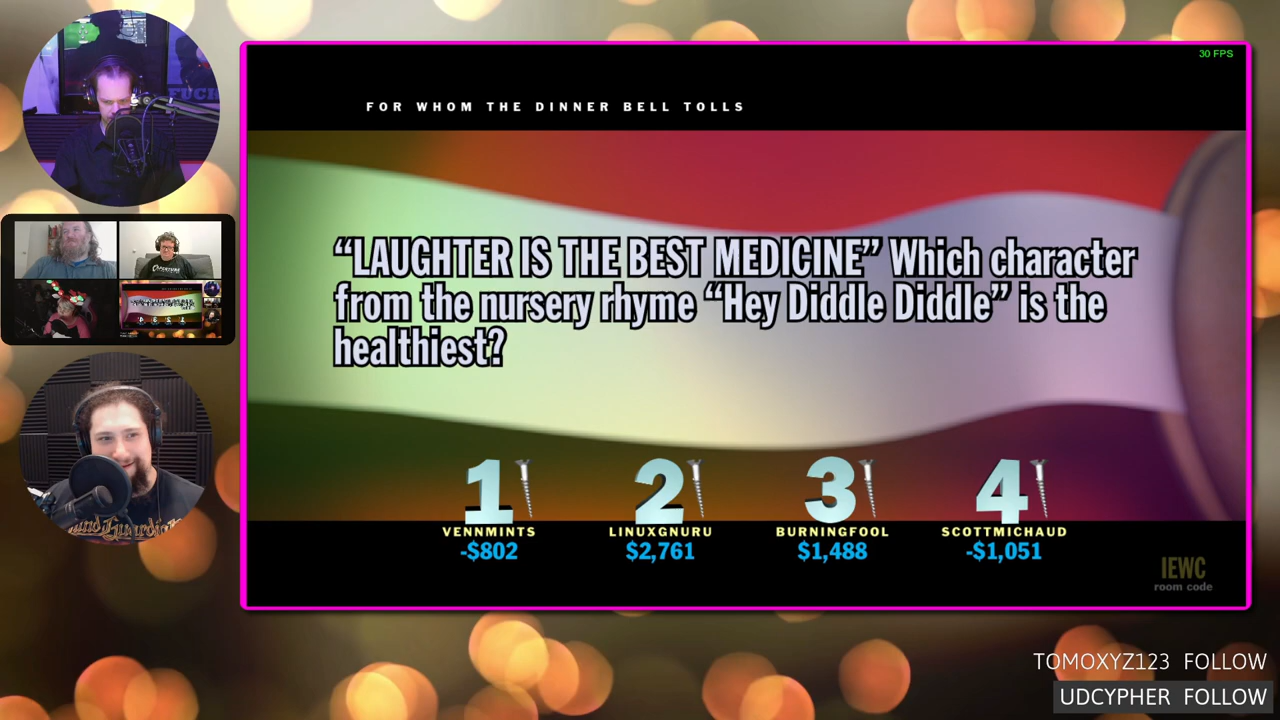 30 FPS
FOR WHOM THE DINNER BELL TOLLS
“LAUGHTER IS THE BEST MEDICINE” Which character
from the nursery rhyme “Hey Diddle Diddle” is the
healthiest?
1 2 3 4
VENNMINTS LINUXGNURU BURNINGFOOL SCOTTMICHAUD
-$802 $2,761 $1,488 -$1,051
IEWC
room code
TOMOXYZ123 FOLLOW
UDCYPHER FOLLOW